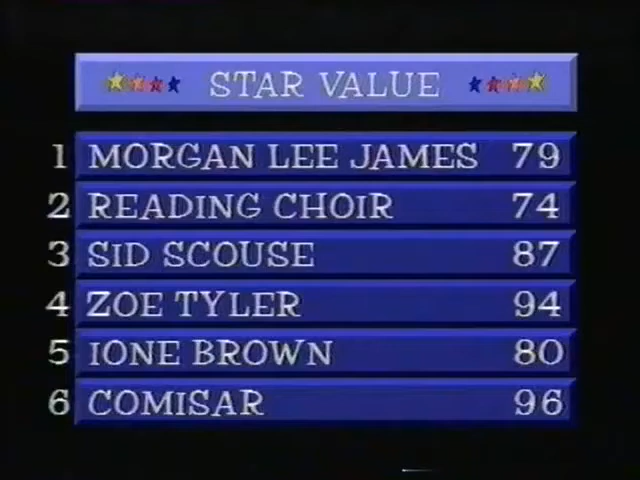 STAR VALUE
1 MORGAN LEE JAMES 79
2 READING CHOIR 74
3 SID SCOUSE 87
4 ZOE TYLER 94
5 IONE BROWN 80
6 COMISAR 96